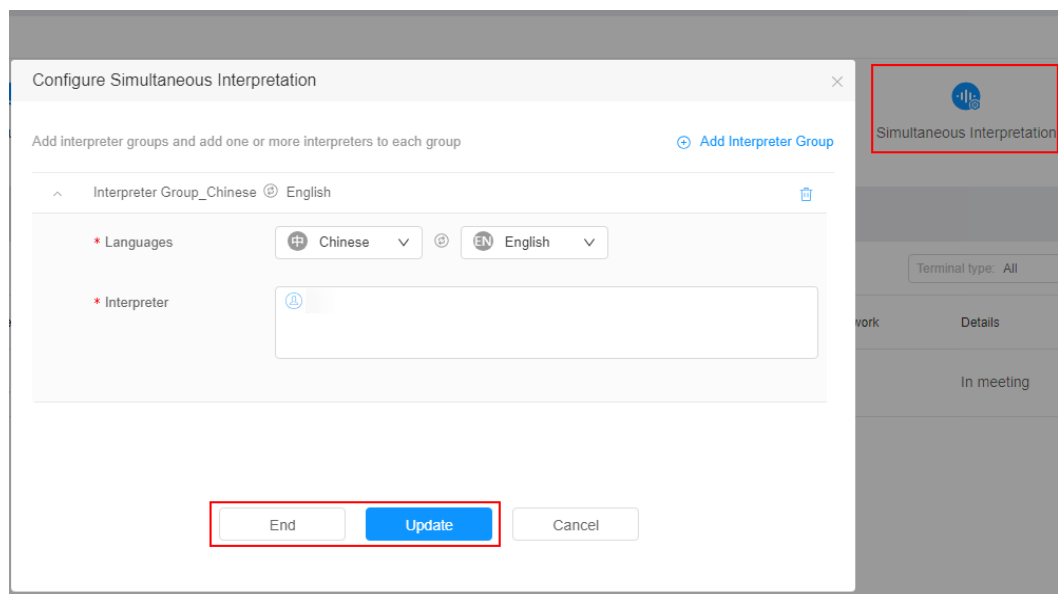 Configure Simultaneous Interpretation
Simultaneous Interpretation
Add interpreter groups and add one or more interpreters to each group
Add Interpreter Group
Interpreter Group_Chinese English
* Languages
中 Chinese
EN English
Terminal type: All
* Interpreter
work
Details
In meeting
End
Update
Cancel